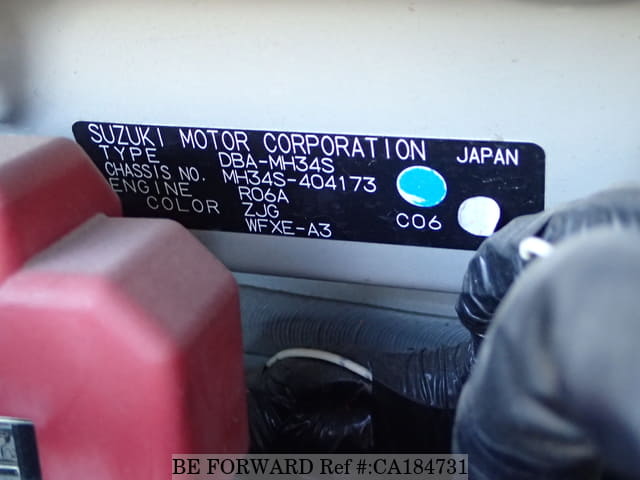 SUZUKI MOTOR CORPORATION JAPAN
TYPE DBA-MH34S
CHASSIS NO. MH34S-404173
ENGINE R06A
COLOR ZJG C06
WFXE-A3
BE FORWARD Ref #:CA184731